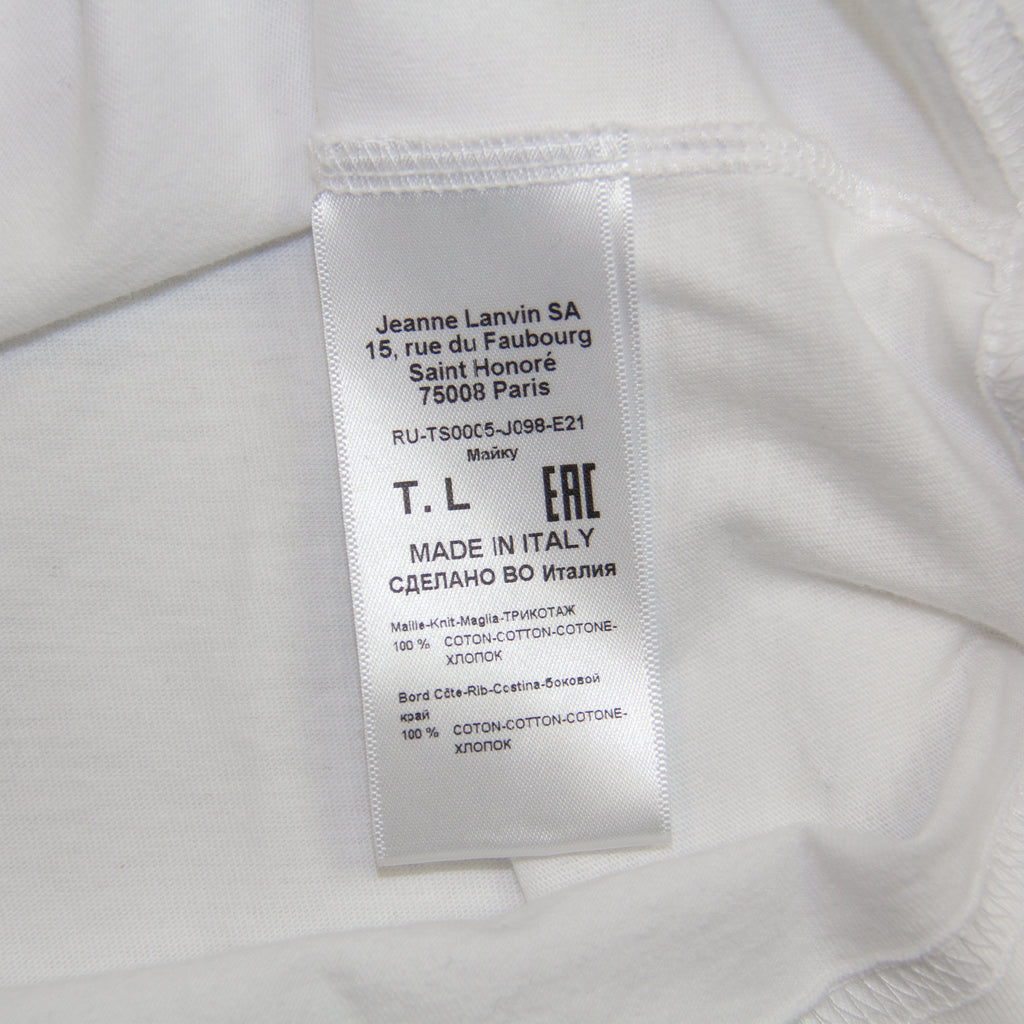 Jeanne Lanvin SA
15, rue du Faubourg
Saint Honoré
75008 Paris
RU-TS0005-J098-E21
Майку
T. L EAC
MADE IN ITALY
СДЕЛАНО ВО Италия
Maille-Knit-Maglia-ТРИКОТАЖ
100 % COTON-COTTON-COTONE-
ХЛОПОК
Bord Côte-Rib-Costina-боковой
край
100 % COTON-COTTON-COTONE-
ХЛОПОК